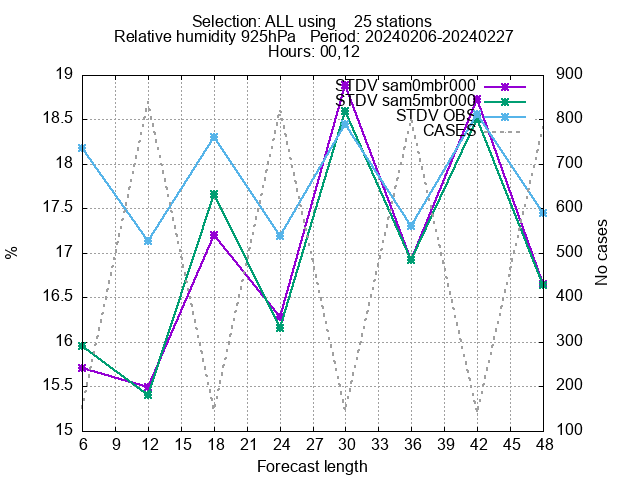 Selection: ALL using    25 stations
Relative humidity 925hPa   Period: 20240206-20240227
Hours: 00,12
STDV sam0mbr000
STDV sam5mbr000
STDV OBS
CASES
19
18.5
18
17.5
17
16.5
16
15.5
15
%
900
800
700
600
500
400
300
200
100
No cases
6 9 12 15 18 21 24 27 30 33 36 39 42 45 48
Forecast length